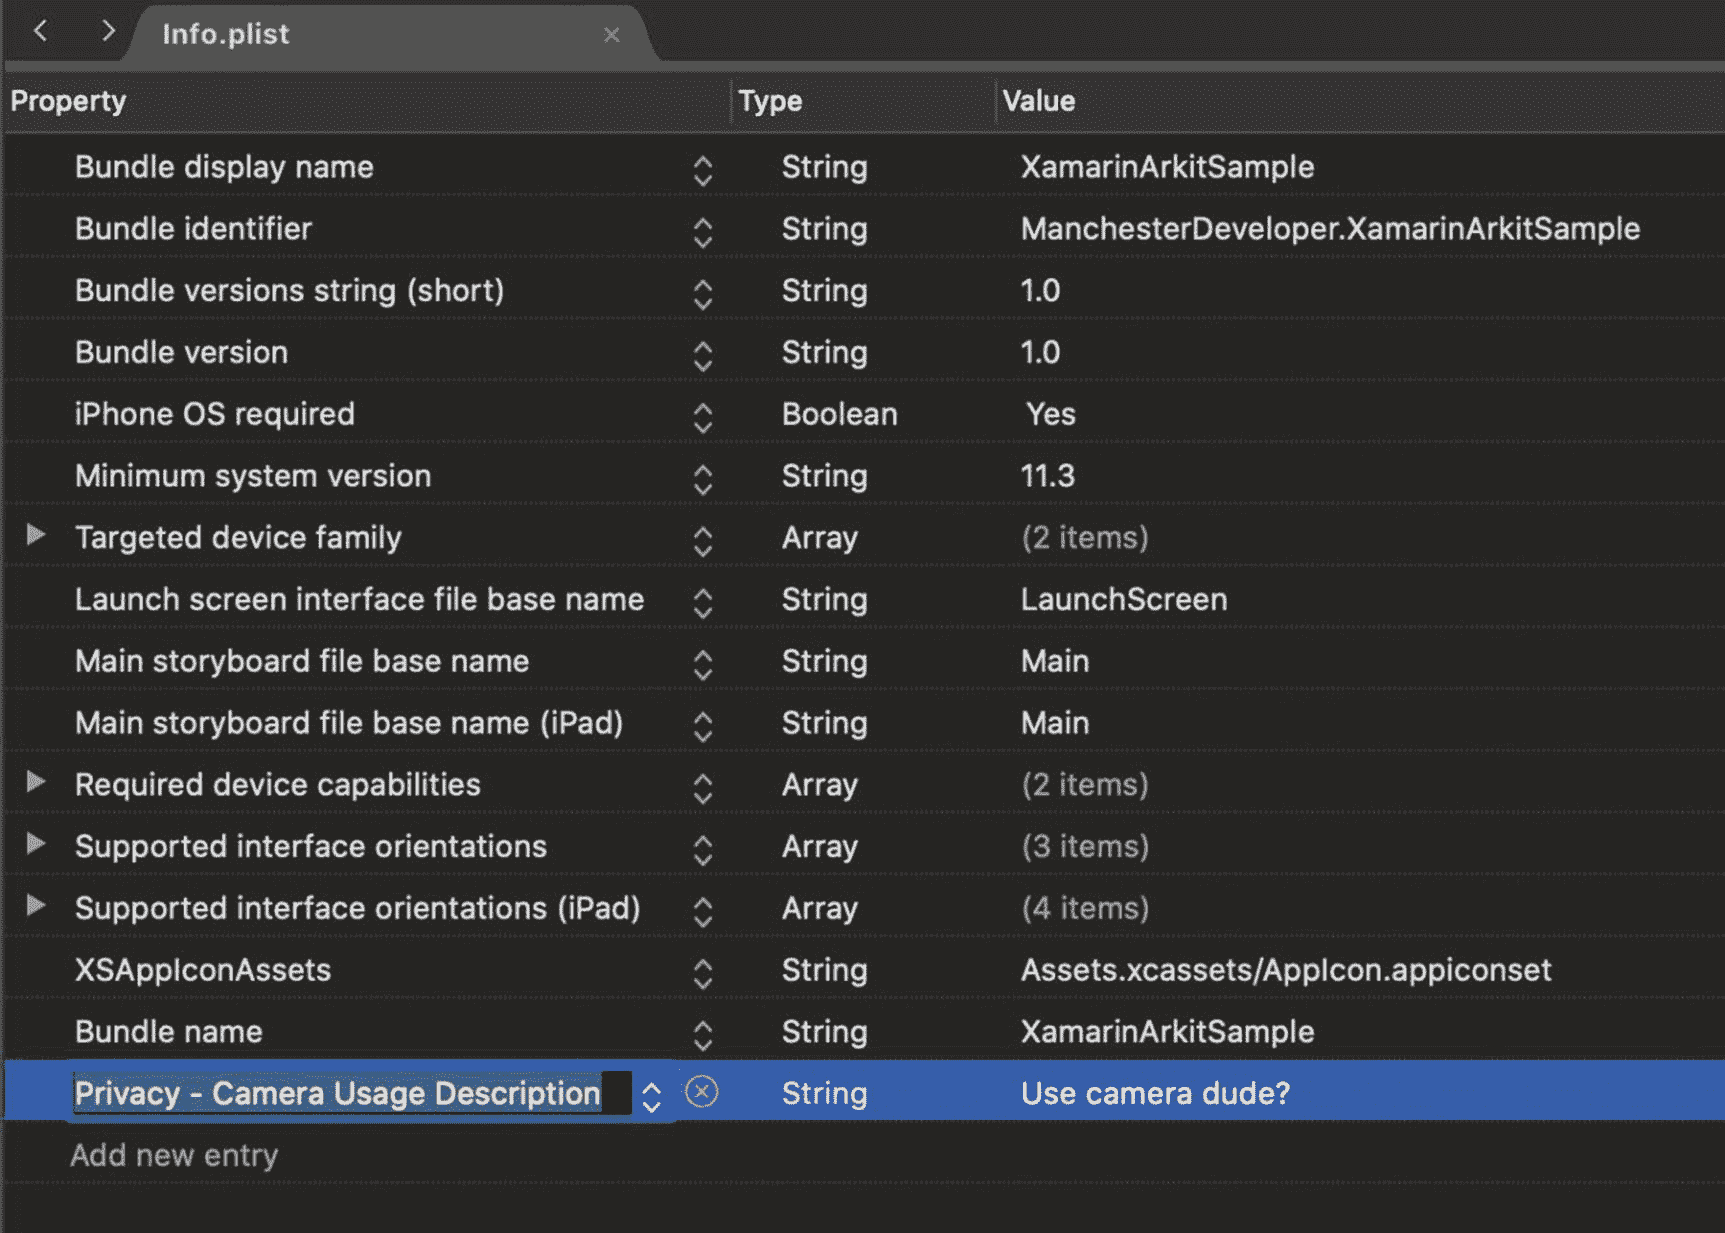 Info.plist
Property Type Value
Bundle display name String XamarinArkitSample
Bundle identifier String ManchesterDeveloper.XamarinArkitSample
Bundle versions string (short) String 1.0
Bundle version String 1.0
iPhone OS required Boolean Yes
Minimum system version String 11.3
Targeted device family Array (2 items)
Launch screen interface file base name String LaunchScreen
Main storyboard file base name String Main
Main storyboard file base name (iPad) String Main
Required device capabilities Array (2 items)
Supported interface orientations Array (3 items)
Supported interface orientations (iPad) Array (4 items)
XSAppIconAssets String Assets.xcassets/AppIcon.appiconset
Bundle name String XamarinArkitSample
Privacy - Camera Usage Description String Use camera dude?
Add new entry